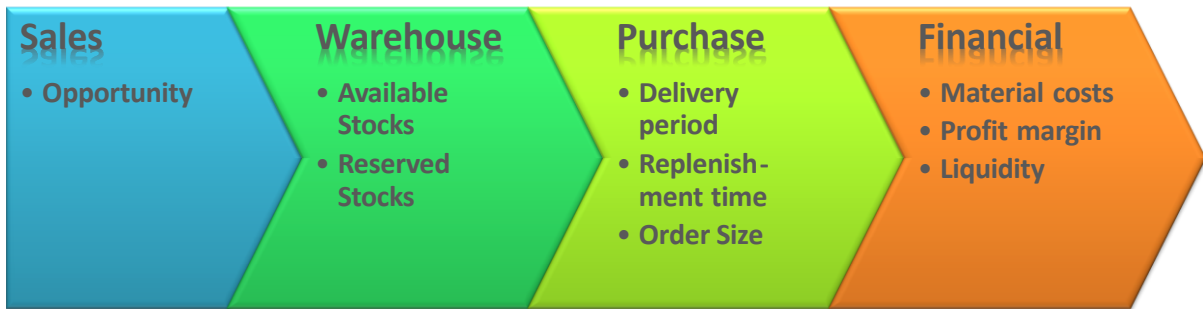 Sales
• Opportunity
Warehouse
• Available
Stocks
• Reserved
Stocks
Purchase
• Delivery
period
• Replenish-
ment time
• Order Size
Financial
• Material costs
• Profit margin
• Liquidity